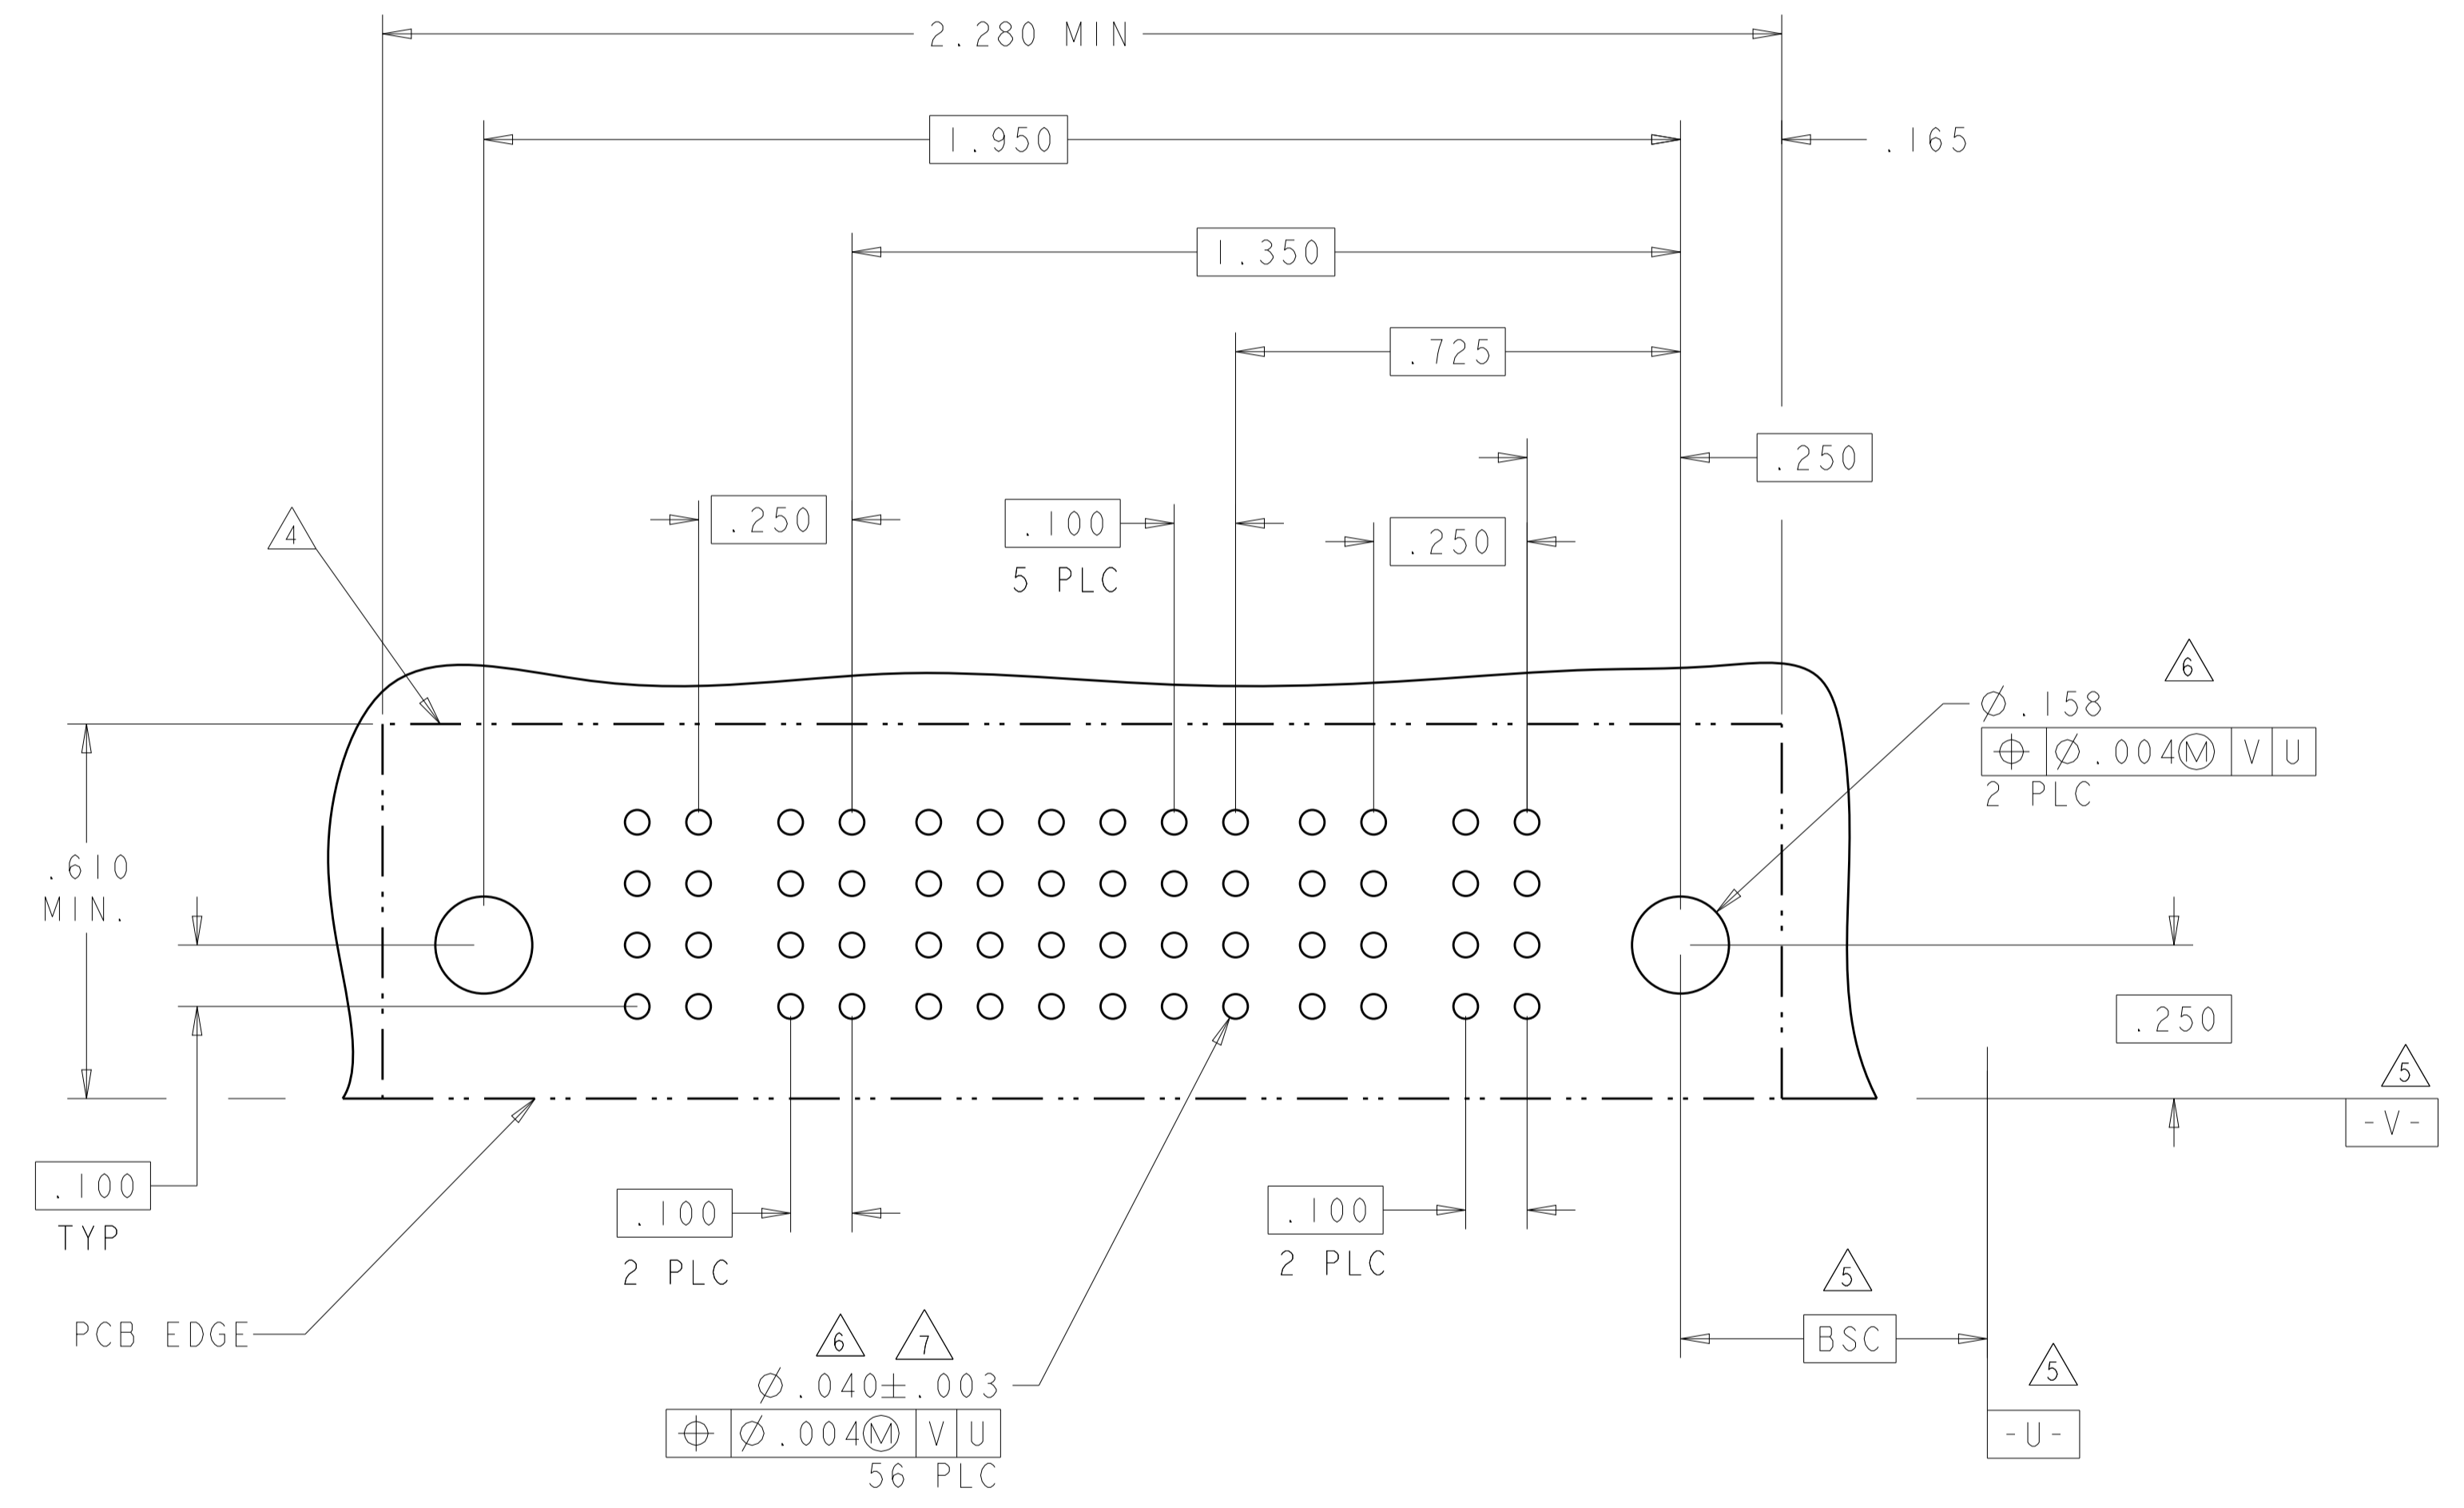 2.280 MIN
1.950
.165
1.350
.725
.250
.250
.100
5 PLC
.250
4
6
⌀.158
⌖ ⌀.004Ⓜ V U
2 PLC
.610
MIN.
.250
5
-V-
.100
TYP
.100
2 PLC
.100
2 PLC
PCB EDGE
5
BSC
5
-U-
6 7
⌀.040±.003
⌖ ⌀.004Ⓜ V U
56 PLC